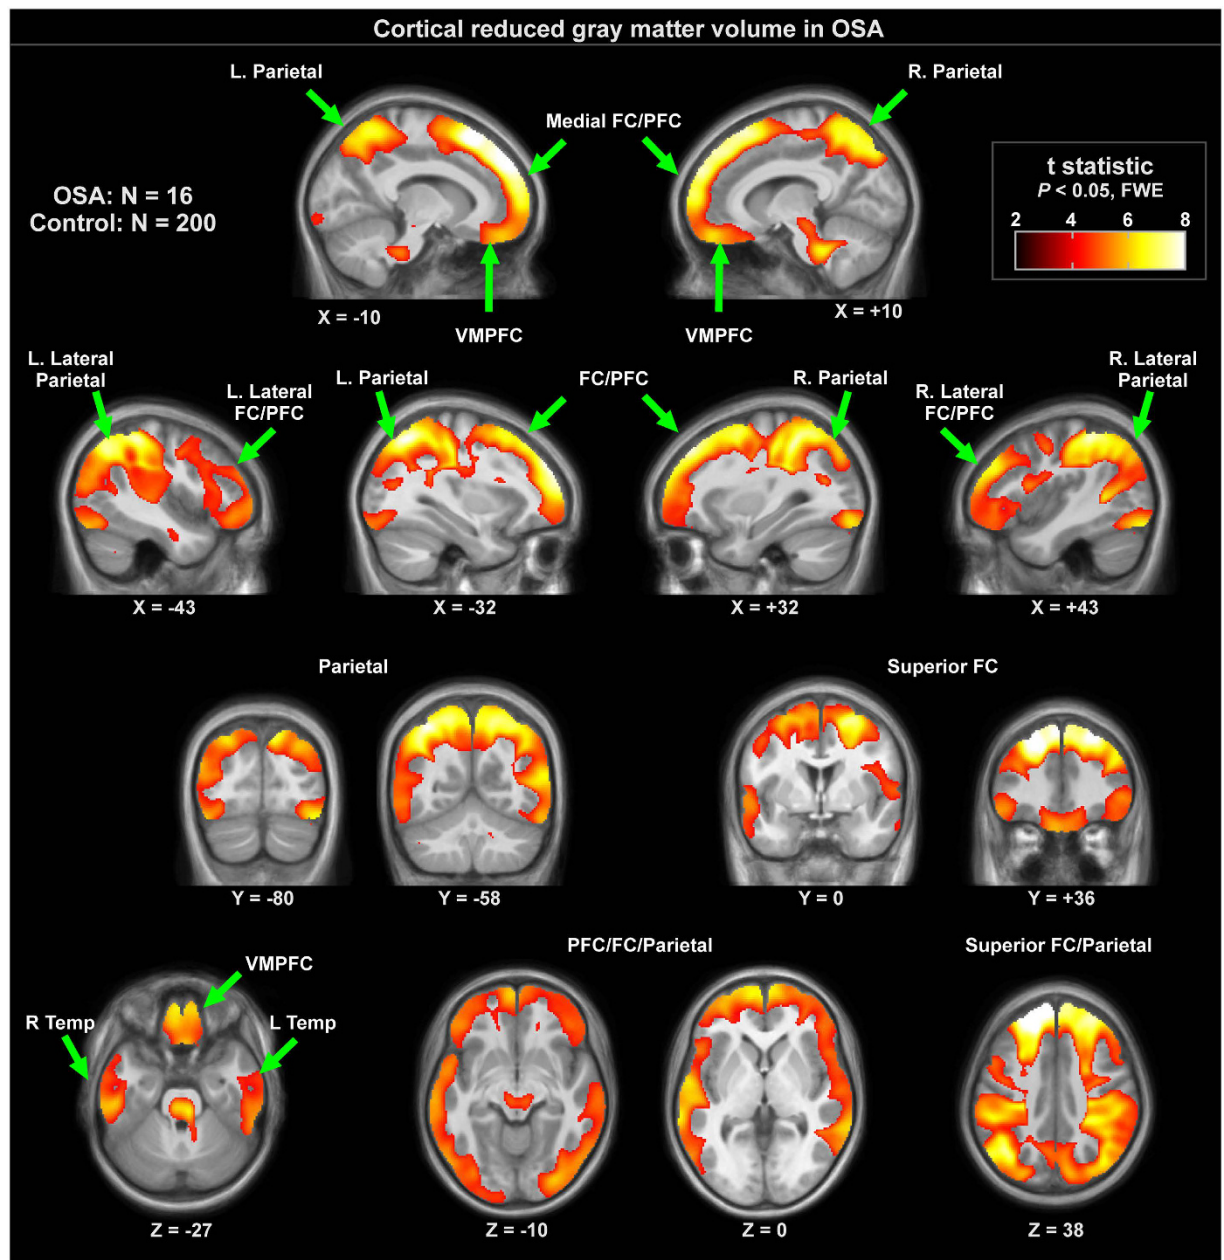 Cortical reduced gray matter volume in OSA
L. Parietal
R. Parietal
Medial FC/PFC
OSA: N = 16
Control: N = 200
t statistic
P < 0.05, FWE
2 4 6 8
X = -10
X = +10
VMPFC
VMPFC
L. Lateral
Parietal
L. Lateral
FC/PFC
L. Parietal
FC/PFC
R. Parietal
R. Lateral
FC/PFC
R. Lateral
Parietal
X = -43
X = -32
X = +32
X = +43
Parietal
Superior FC
Y = -80
Y = -58
Y = 0
Y = +36
VMPFC
R Temp
L Temp
PFC/FC/Parietal
Superior FC/Parietal
Z = -27
Z = -10
Z = 0
Z = 38